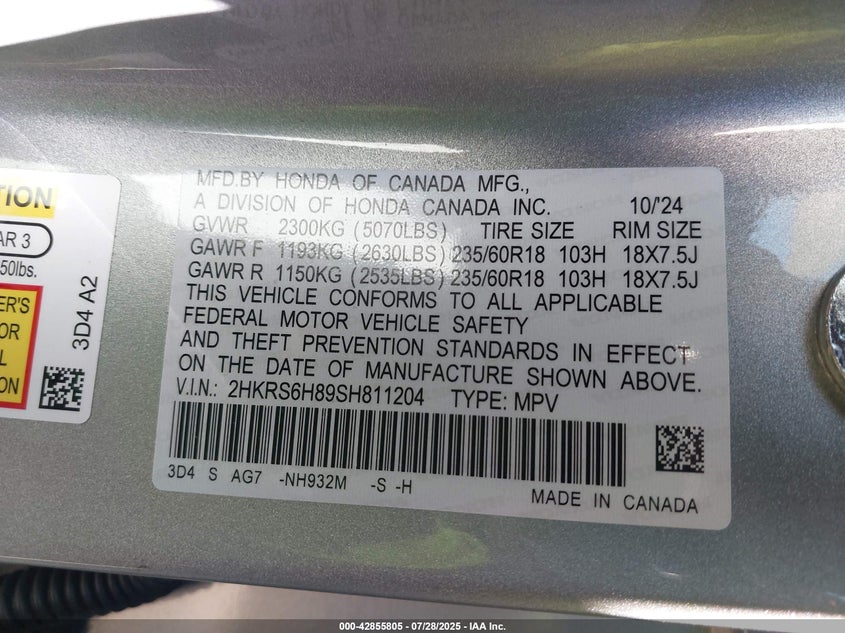 MFD.BY HONDA OF CANADA MFG.,
A DIVISION OF HONDA CANADA INC. 10/'24
GVWR 2300KG (5070LBS) TIRE SIZE RIM SIZE
GAWR F 1193KG (2630LBS) 235/60R18 103H 18X7.5J
GAWR R 1150KG (2535LBS) 235/60R18 103H 18X7.5J
THIS VEHICLE CONFORMS TO ALL APPLICABLE
FEDERAL MOTOR VEHICLE SAFETY
AND THEFT PREVENTION STANDARDS IN EFFECT
ON THE DATE OF MANUFACTURE SHOWN ABOVE.
V.I.N.: 2HKRS6H89SH811204 TYPE: MPV
3D4 S AG7 -NH932M -S -H
MADE IN CANADA
TION
AR 3
50lbs.
ER'S
OR
L
G
3D4 A2
000-42855805 / 07/28/2025 - IAA Inc.